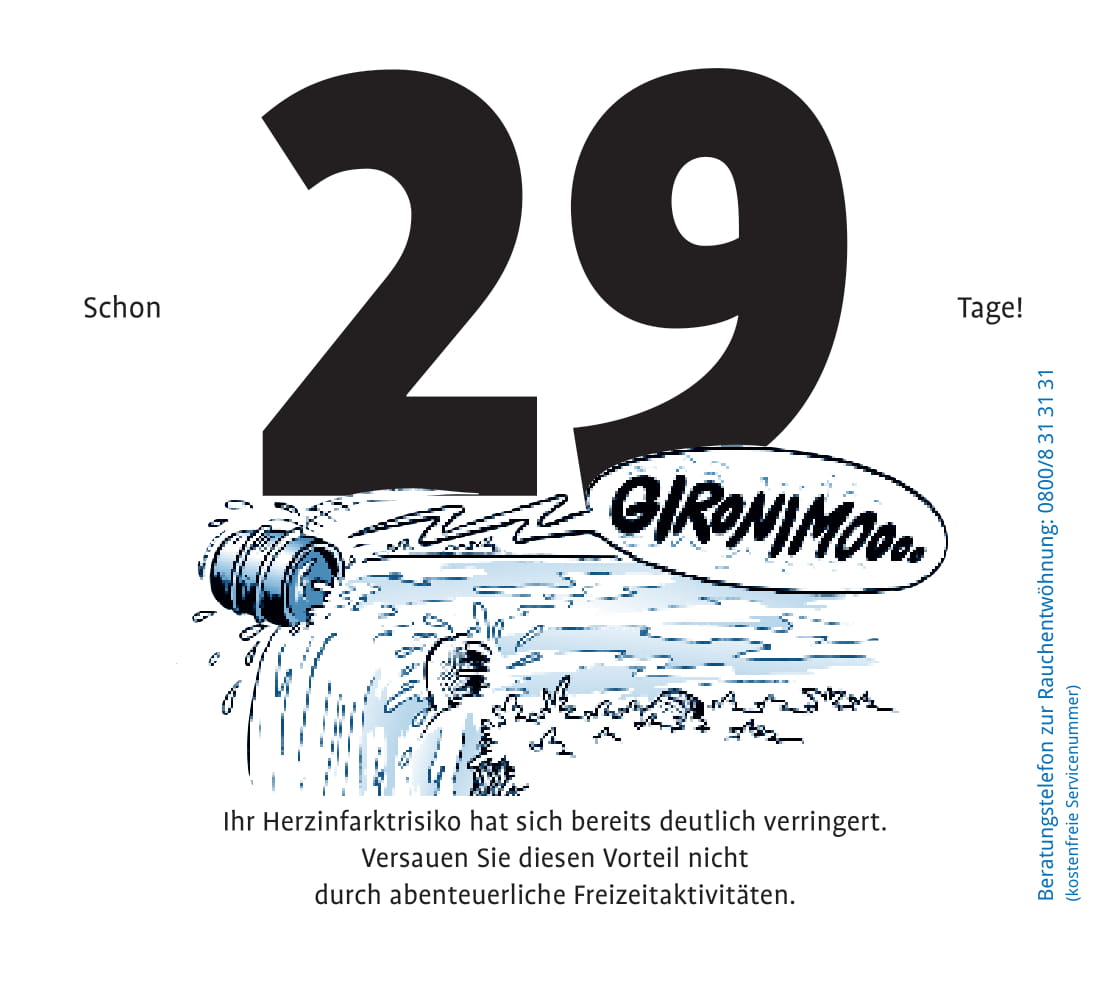 Schon
29
Tage!
GIRONIMOooo..
Ihr Herzinfarktrisiko hat sich bereits deutlich verringert.
Versauen Sie diesen Vorteil nicht
durch abenteuerliche Freizeitaktivitäten.
Beratungstelefon zur Rauchentwöhnung: 0800/8 31 31 31
(kostenfreie Servicenummer)